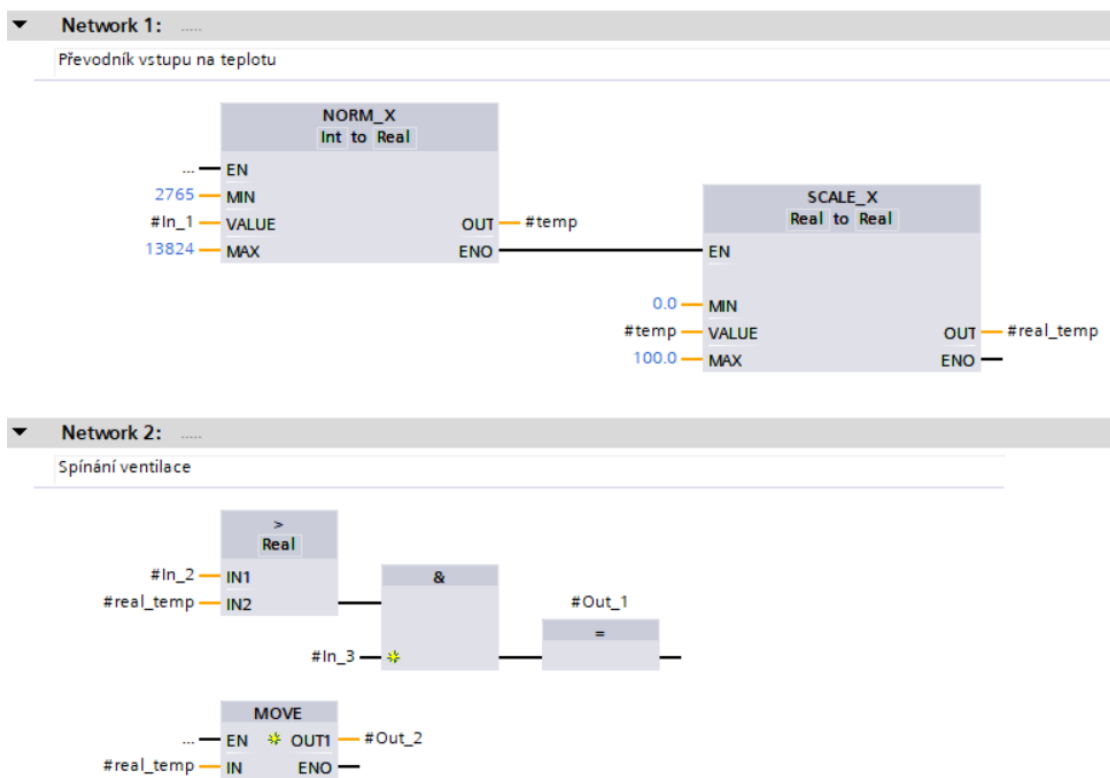 Network 1: .....
Převodník vstupu na teplotu
NORM_X
Int to Real
... EN
2765 MIN
#In_1 VALUE OUT #temp
13824 MAX ENO
SCALE_X
Real to Real
EN
0.0 MIN
#temp VALUE OUT #real_temp
100.0 MAX ENO
Network 2: .....
Spínání ventilace
>
Real
#In_2 IN1
#real_temp IN2
&
#In_3
#Out_1
=
MOVE
... EN OUT1 #Out_2
#real_temp IN ENO